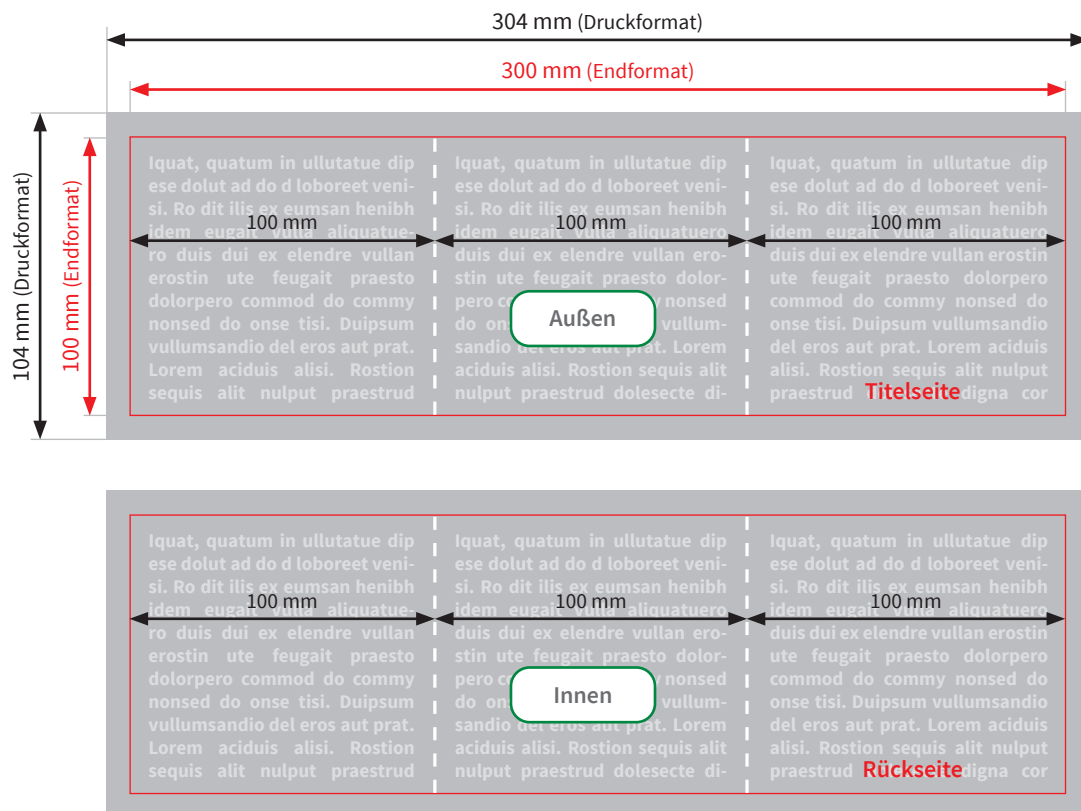 304 mm (Druckformat)
300 mm (Endformat)
104 mm (Druckformat)
100 mm (Endformat)
Iquat, quatum in ullutatue dip
ese dolut ad do d loboreet veni-
si. Ro dit ilis ex eumsan henibh
100 mm
idem eugait vulla aliquatue-
ro duis dui ex elendre vullan
erostin ute feugait praesto
dolorpero commod do commy
nonsed do onse tisi. Duipsum
vullumsandio del eros aut prat.
Lorem aciduis alisi. Rostion
sequis alit nulput praestrud
Iquat, quatum in ullutatue dip
ese dolut ad do d loboreet veni-
si. Ro dit ilis ex eumsan henibh
100 mm
idem eugait vulla aliquatuero
duis dui ex elendre vullan ero-
stin ute feugait praesto dolor-
nonsed
Außen
vullum-
sandio del eros aut prat. Lorem
aciduis alisi. Rostion sequis alit
nulput praestrud dolesecte di-
Iquat, quatum in ullutatue dip
ese dolut ad do d loboreet veni-
si. Ro dit ilis ex eumsan henibh
100 mm
idem eugait vulla aliquatuero
duis dui ex elendre vullan erostin
ute feugait praesto dolorpero
commod do commy nonsed do
onse tisi. Duipsum vullumsandio
del eros aut prat. Lorem aciduis
alisi. Rostion sequis alit nulput
praestrud digna cor
Titelseite
Iquat, quatum in ullutatue dip
ese dolut ad do d loboreet veni-
si. Ro dit ilis ex eumsan henibh
100 mm
idem eugait vulla aliquatue-
ro duis dui ex elendre vullan
erostin ute feugait praesto
dolorpero commod do commy
nonsed do onse tisi. Duipsum
vullumsandio del eros aut prat.
Lorem aciduis alisi. Rostion
sequis alit nulput praestrud
Iquat, quatum in ullutatue dip
ese dolut ad do d loboreet veni-
si. Ro dit ilis ex eumsan henibh
100 mm
idem eugait vulla aliquatuero
duis dui ex elendre vullan ero-
stin ute feugait praesto dolor-
nonsed
Innen
vullum-
sandio del eros aut prat. Lorem
aciduis alisi. Rostion sequis alit
nulput praestrud dolesecte di-
Iquat, quatum in ullutatue dip
ese dolut ad do d loboreet veni-
si. Ro dit ilis ex eumsan henibh
100 mm
idem eugait vulla aliquatuero
duis dui ex elendre vullan erostin
ute feugait praesto dolorpero
commod do commy nonsed do
onse tisi. Duipsum vullumsandio
del eros aut prat. Lorem aciduis
alisi. Rostion sequis alit nulput
praestrud digna cor
Rückseite